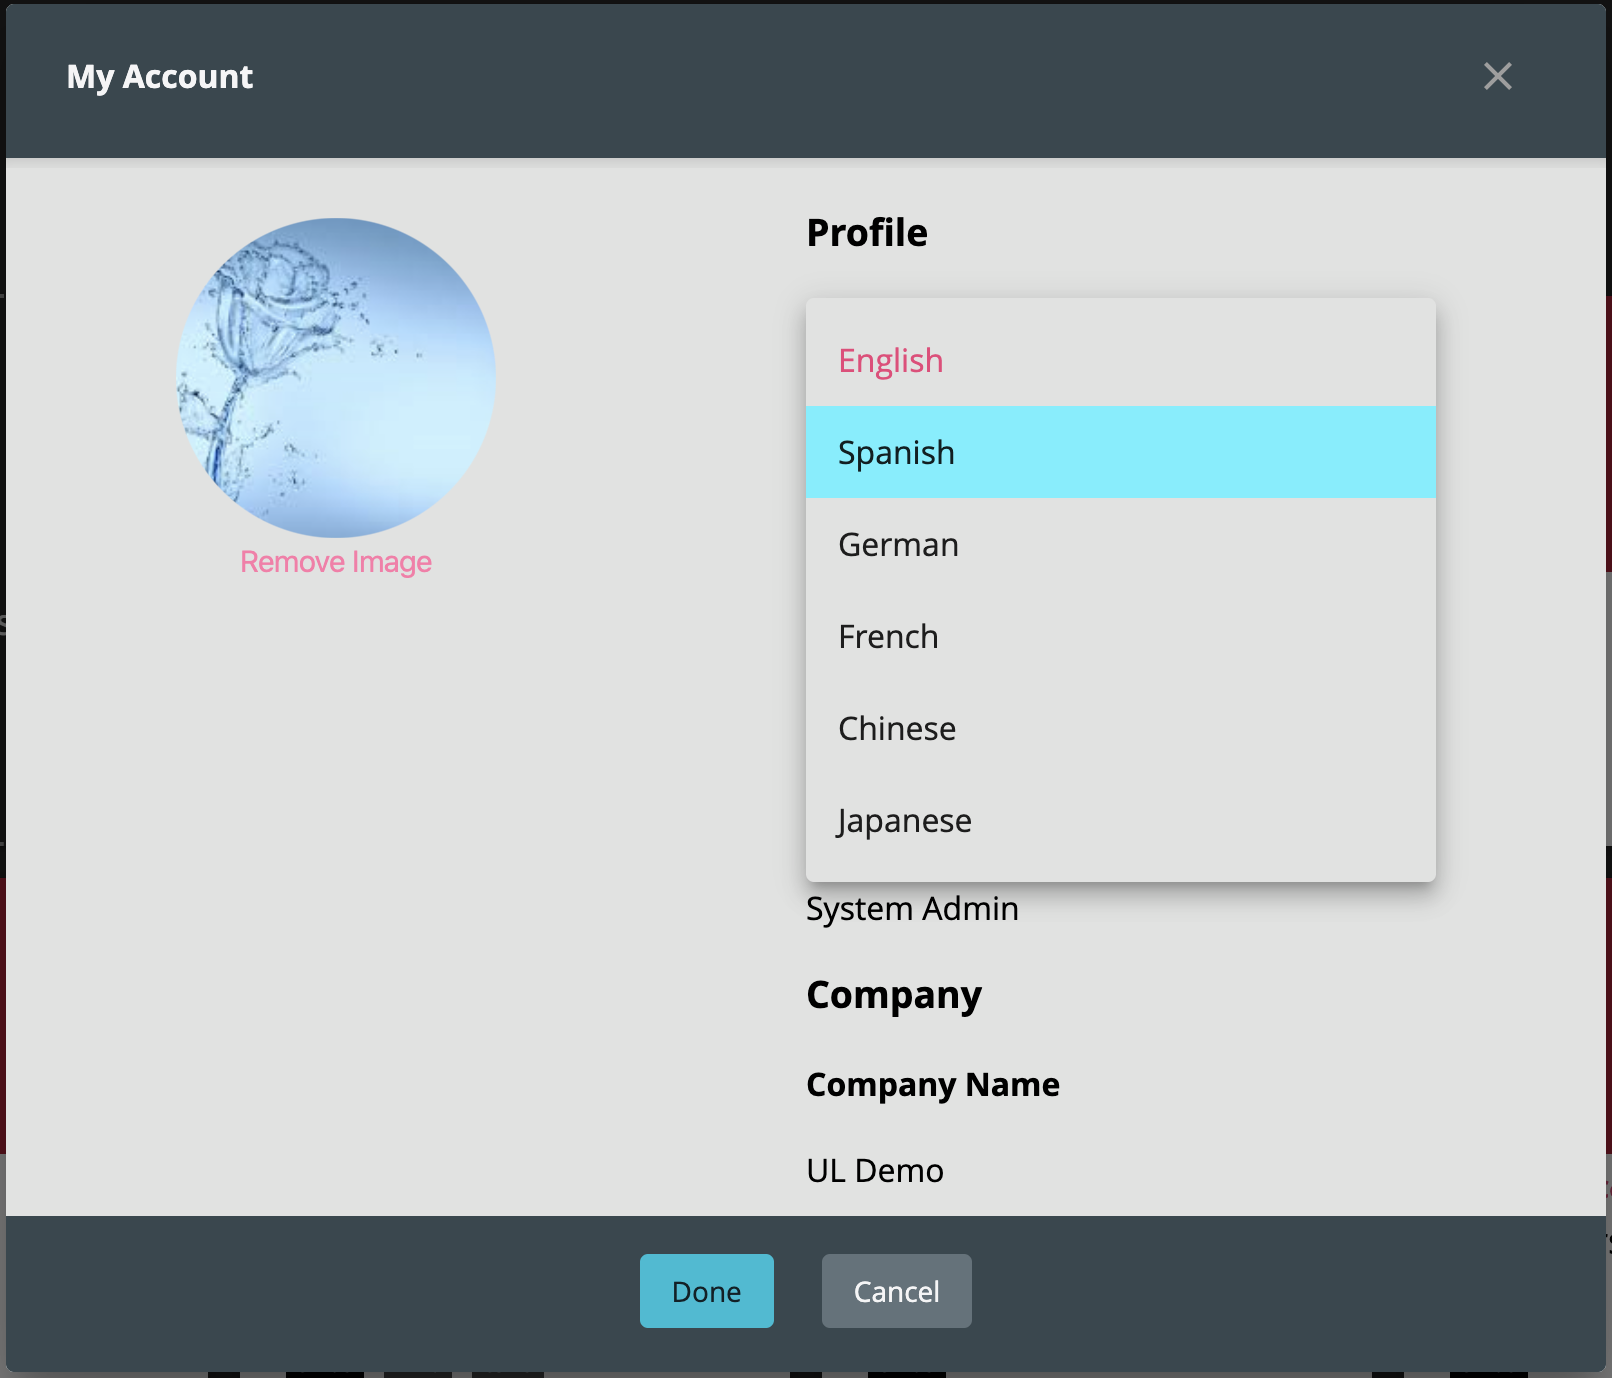 My Account
Remove Image
Profile
English
Spanish
German
French
Chinese
Japanese
System Admin
Company
Company Name
UL Demo
Done
Cancel